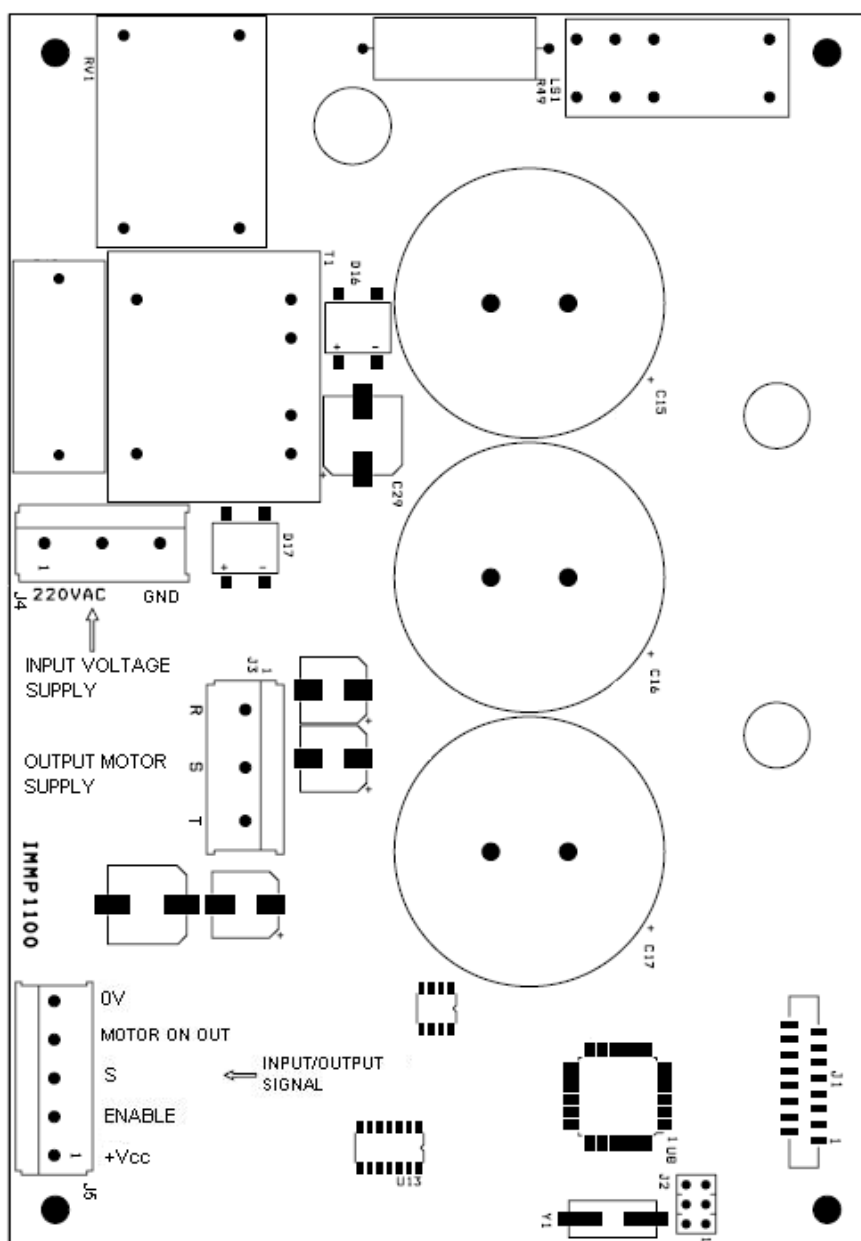 RV1
R49
LS1
T1
D16
+ -
+ C15
+ C29
D17
+ -
1
J4
220VAC
GND
INPUT VOLTAGE
SUPPLY
J3
1
+ C16
R
S
T
OUTPUT MOTOR
SUPPLY
+
+
+
IMMP1100
+ C17
0V
MOTOR ON OUT
S
ENABLE
+Vcc
1
J5
INPUT/OUTPUT
SIGNAL
J1
1
U13
1 U8
J2
Y1